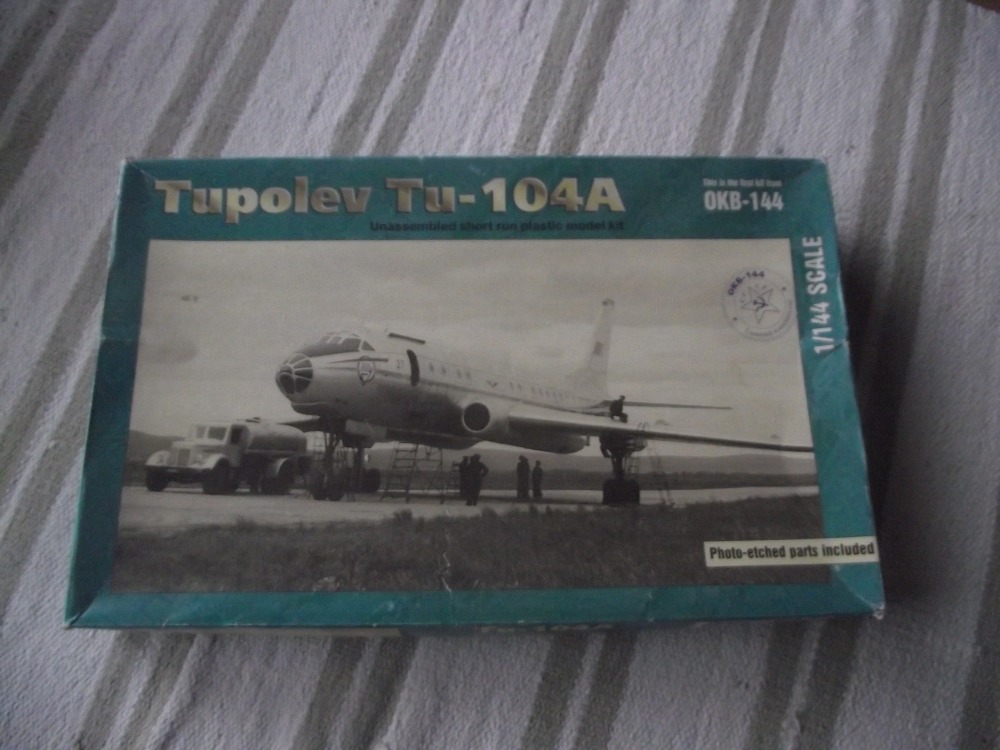 Tupolev Tu-104A
Unassembled short run plastic model kit
This is the first kit from
OKB-144
1/144 SCALE
OKB-144
Photo-etched parts included